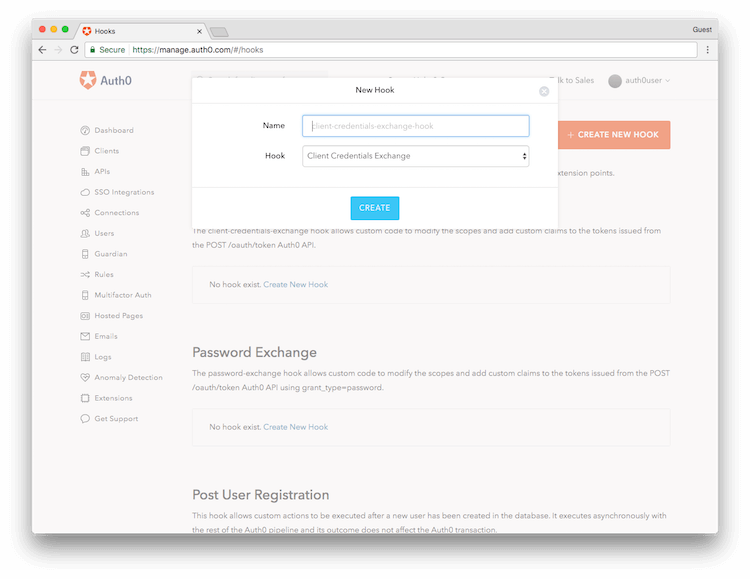 Hooks
Guest
Secure https://manage.auth0.com/#/hooks
Auth0
lk to Sales
auth0user
New Hook
Name
client-credentials-exchange-hook
Hook
Client Credentials Exchange
CREATE
+ CREATE NEW HOOK
xtension points.
Dashboard
Clients
APIs
SSO Integrations
Connections
Users
Guardian
Rules
Multifactor Auth
Hosted Pages
Emails
Logs
Anomaly Detection
Extensions
Get Support
The client-credentials-exchange hook allows custom code to modify the scopes and add custom claims to the tokens issued from
the POST /oauth/token Auth0 API.
No hook exist. Create New Hook
Password Exchange
The password-exchange hook allows custom code to modify the scopes and add custom claims to the tokens issued from the POST
/oauth/token Auth0 API using grant_type=password.
No hook exist. Create New Hook
Post User Registration
This hook allows custom actions to be executed after a new user has been created in the database. It executes asynchronously with
the rest of the Auth0 pipeline and its outcome does not affect the Auth0 transaction.